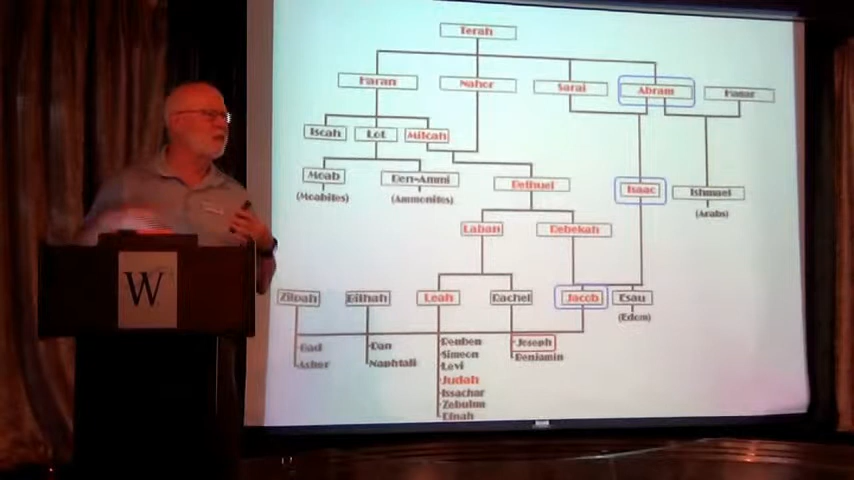 Terah
Haran Nahor Sarai Abram Hagar
Iscah Lot Milcah
Moab Ben-Ammi Bethuel Isaac Ishmael
(Moabites) (Ammonites) (Arabs)
Laban Rebekah
Zilpah Bilhah Leah Rachel Jacob Esau
(Edom)
Gad Dan Reuben Joseph
Asher Naphtali Simeon Benjamin
Levi
Judah
Issachar
Zebulun
Dinah
W